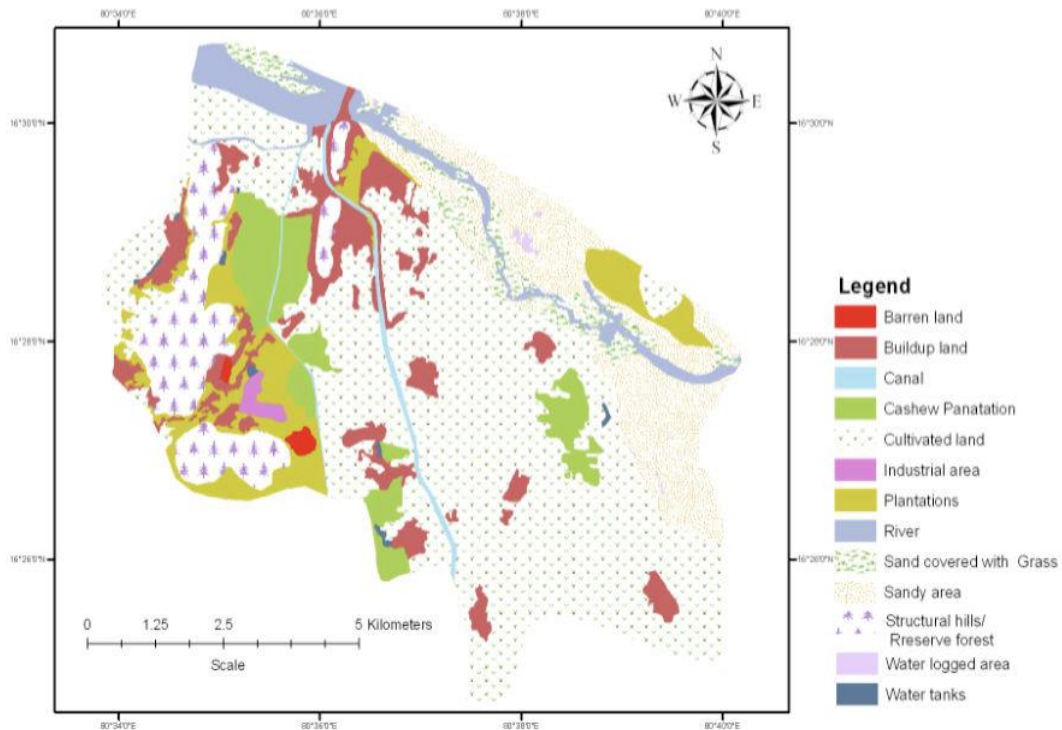 80°34'0"E 80°36'0"E 80°38'0"E 80°40'0"E
N
W E
S
16°30'0"N 16°30'0"N
16°28'0"N 16°28'0"N
16°26'0"N 16°26'0"N
0 1.25 2.5 5 Kilometers
Scale
80°34'0"E 80°36'0"E 80°38'0"E 80°40'0"E
Legend
Barren land
Buildup land
Canal
Cashew Panatation
Cultivated land
Industrial area
Plantations
River
Sand covered with Grass
Sandy area
Structural hills/
Rreserve forest
Water logged area
Water tanks